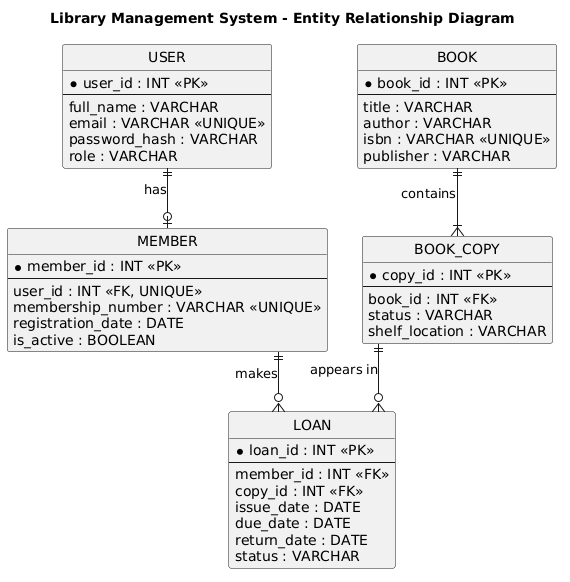 Library Management System - Entity Relationship Diagram
USER
* user_id : INT «PK»
full_name : VARCHAR
email : VARCHAR «UNIQUE»
password_hash : VARCHAR
role : VARCHAR
BOOK
* book_id : INT «PK»
title : VARCHAR
author : VARCHAR
isbn : VARCHAR «UNIQUE»
publisher : VARCHAR
has
contains
MEMBER
* member_id : INT «PK»
user_id : INT «FK, UNIQUE»
membership_number : VARCHAR «UNIQUE»
registration_date : DATE
is_active : BOOLEAN
BOOK_COPY
* copy_id : INT «PK»
book_id : INT «FK»
status : VARCHAR
shelf_location : VARCHAR
makes
appears in
LOAN
* loan_id : INT «PK»
member_id : INT «FK»
copy_id : INT «FK»
issue_date : DATE
due_date : DATE
return_date : DATE
status : VARCHAR